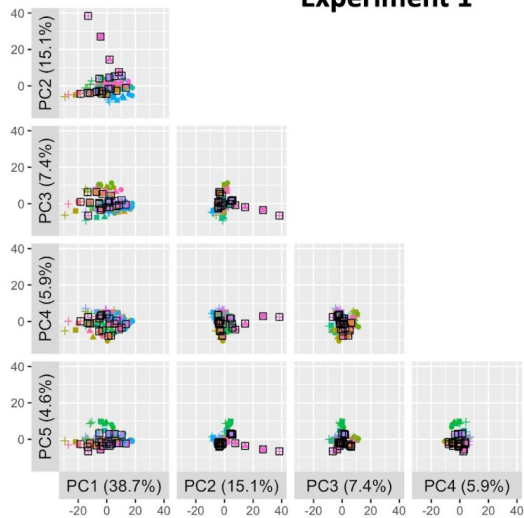 Experiment 1
40
20
0
PC2 (15.1%)
40
20
0
PC3 (7.4%)
40
20
0
PC4 (5.9%)
40
20
0
PC5 (4.6%)
PC1 (38.7%) PC2 (15.1%) PC3 (7.4%) PC4 (5.9%)
-20 0 20 40 -20 0 20 40 -20 0 20 40 -20 0 20 40